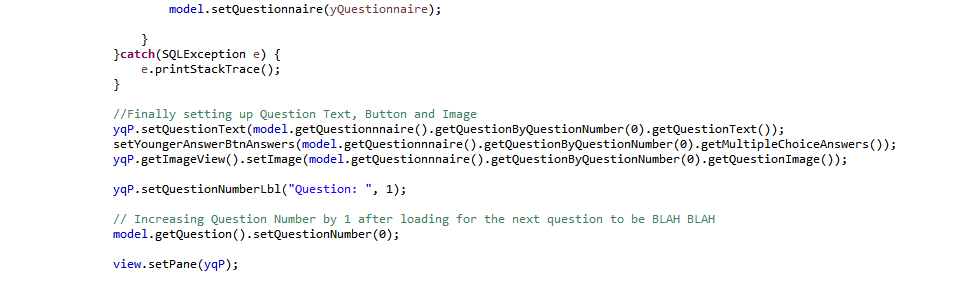 model.setQuestionnaire(yQuestionnaire);
}
}catch(SQLException e) {
e.printStackTrace();
}
//Finally setting up Question Text, Button and Image
yqP.setQuestionText(model.getQuestionnnaire().getQuestionByQuestionNumber(0).getQuestionText());
setYoungerAnswerBtnAnswers(model.getQuestionnnaire().getQuestionByQuestionNumber(0).getMultipleChoiceAnswers());
yqP.getImageView().setImage(model.getQuestionnnaire().getQuestionByQuestionNumber(0).getQuestionImage());
yqP.setQuestionNumberLbl("Question: ", 1);
// Increasing Question Number by 1 after loading for the next question to be BLAH BLAH
model.getQuestion().setQuestionNumber(0);
view.setPane(yqP);